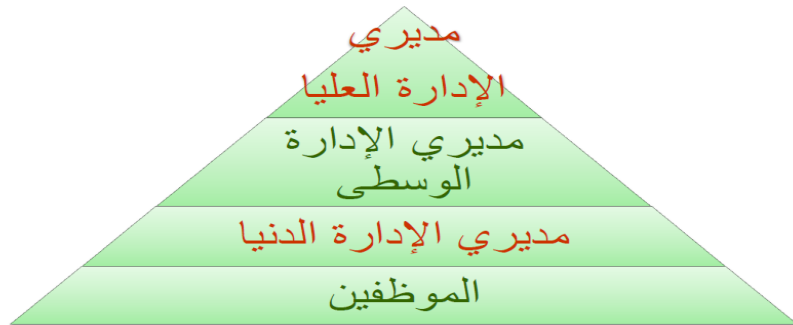 مديري
الإدارة العليا
مديري الإدارة
الوسطى
مديري الإدارة الدنيا
الموظفين